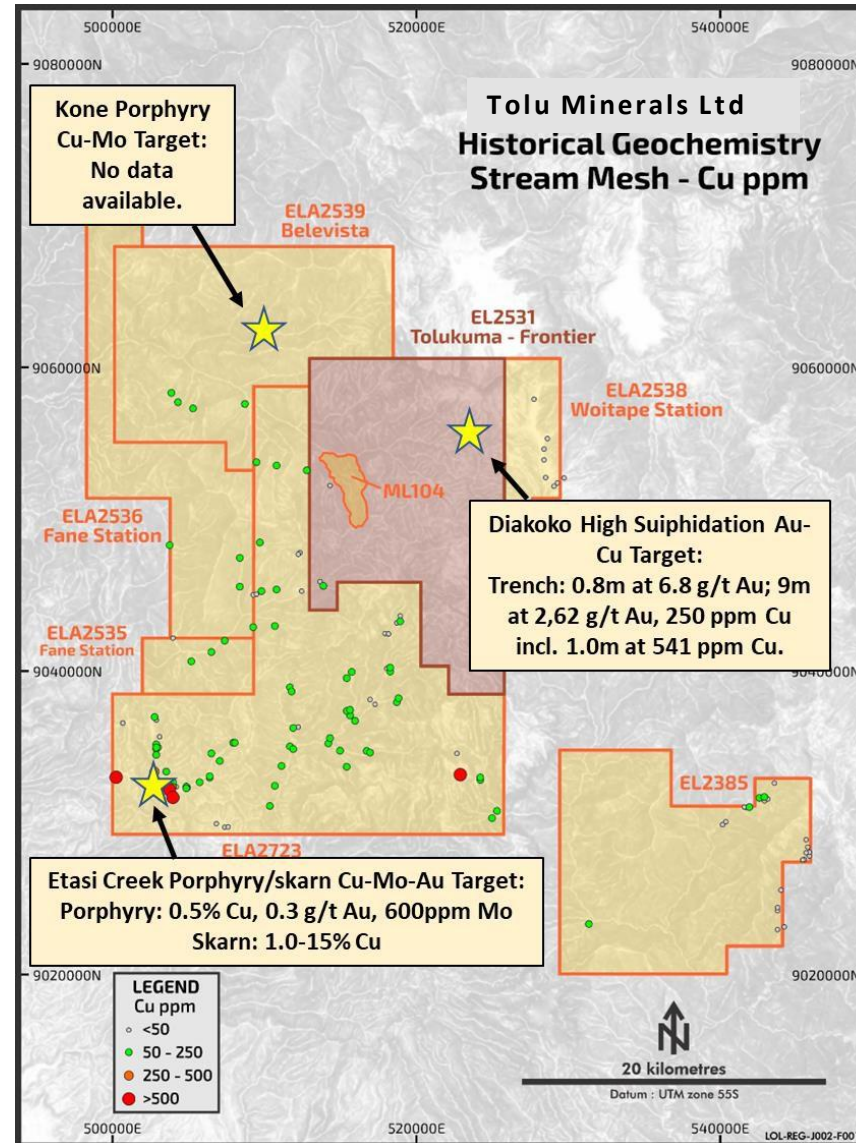 500000E 520000E 540000E
9080000N 9080000N
Tolu Minerals Ltd
Historical Geochemistry
Stream Mesh - Cu ppm
Kone Porphyry
Cu-Mo Target:
No data
available.
ELA2539
Belevista
EL2531
Tolukuma - Frontier
9060000N 9060000N
ELA2538
Woitape Station
ML104
ELA2536
Fane Station
Diakoko High Suiphidation Au-
Cu Target:
Trench: 0.8m at 6.8 g/t Au; 9m
at 2,62 g/t Au, 250 ppm Cu
incl. 1.0m at 541 ppm Cu.
ELA2535
Fane Station
9040000N 9040000N
EL2385
ELA2723
Etasi Creek Porphyry/skarn Cu-Mo-Au Target:
Porphyry: 0.5% Cu, 0.3 g/t Au, 600ppm Mo
Skarn: 1.0-15% Cu
9020000N 9020000N
LEGEND
Cu ppm
<50
50 - 250
250 - 500
>500
N
20 kilometres
Datum : UTM zone 55S
500000E 520000E 540000E